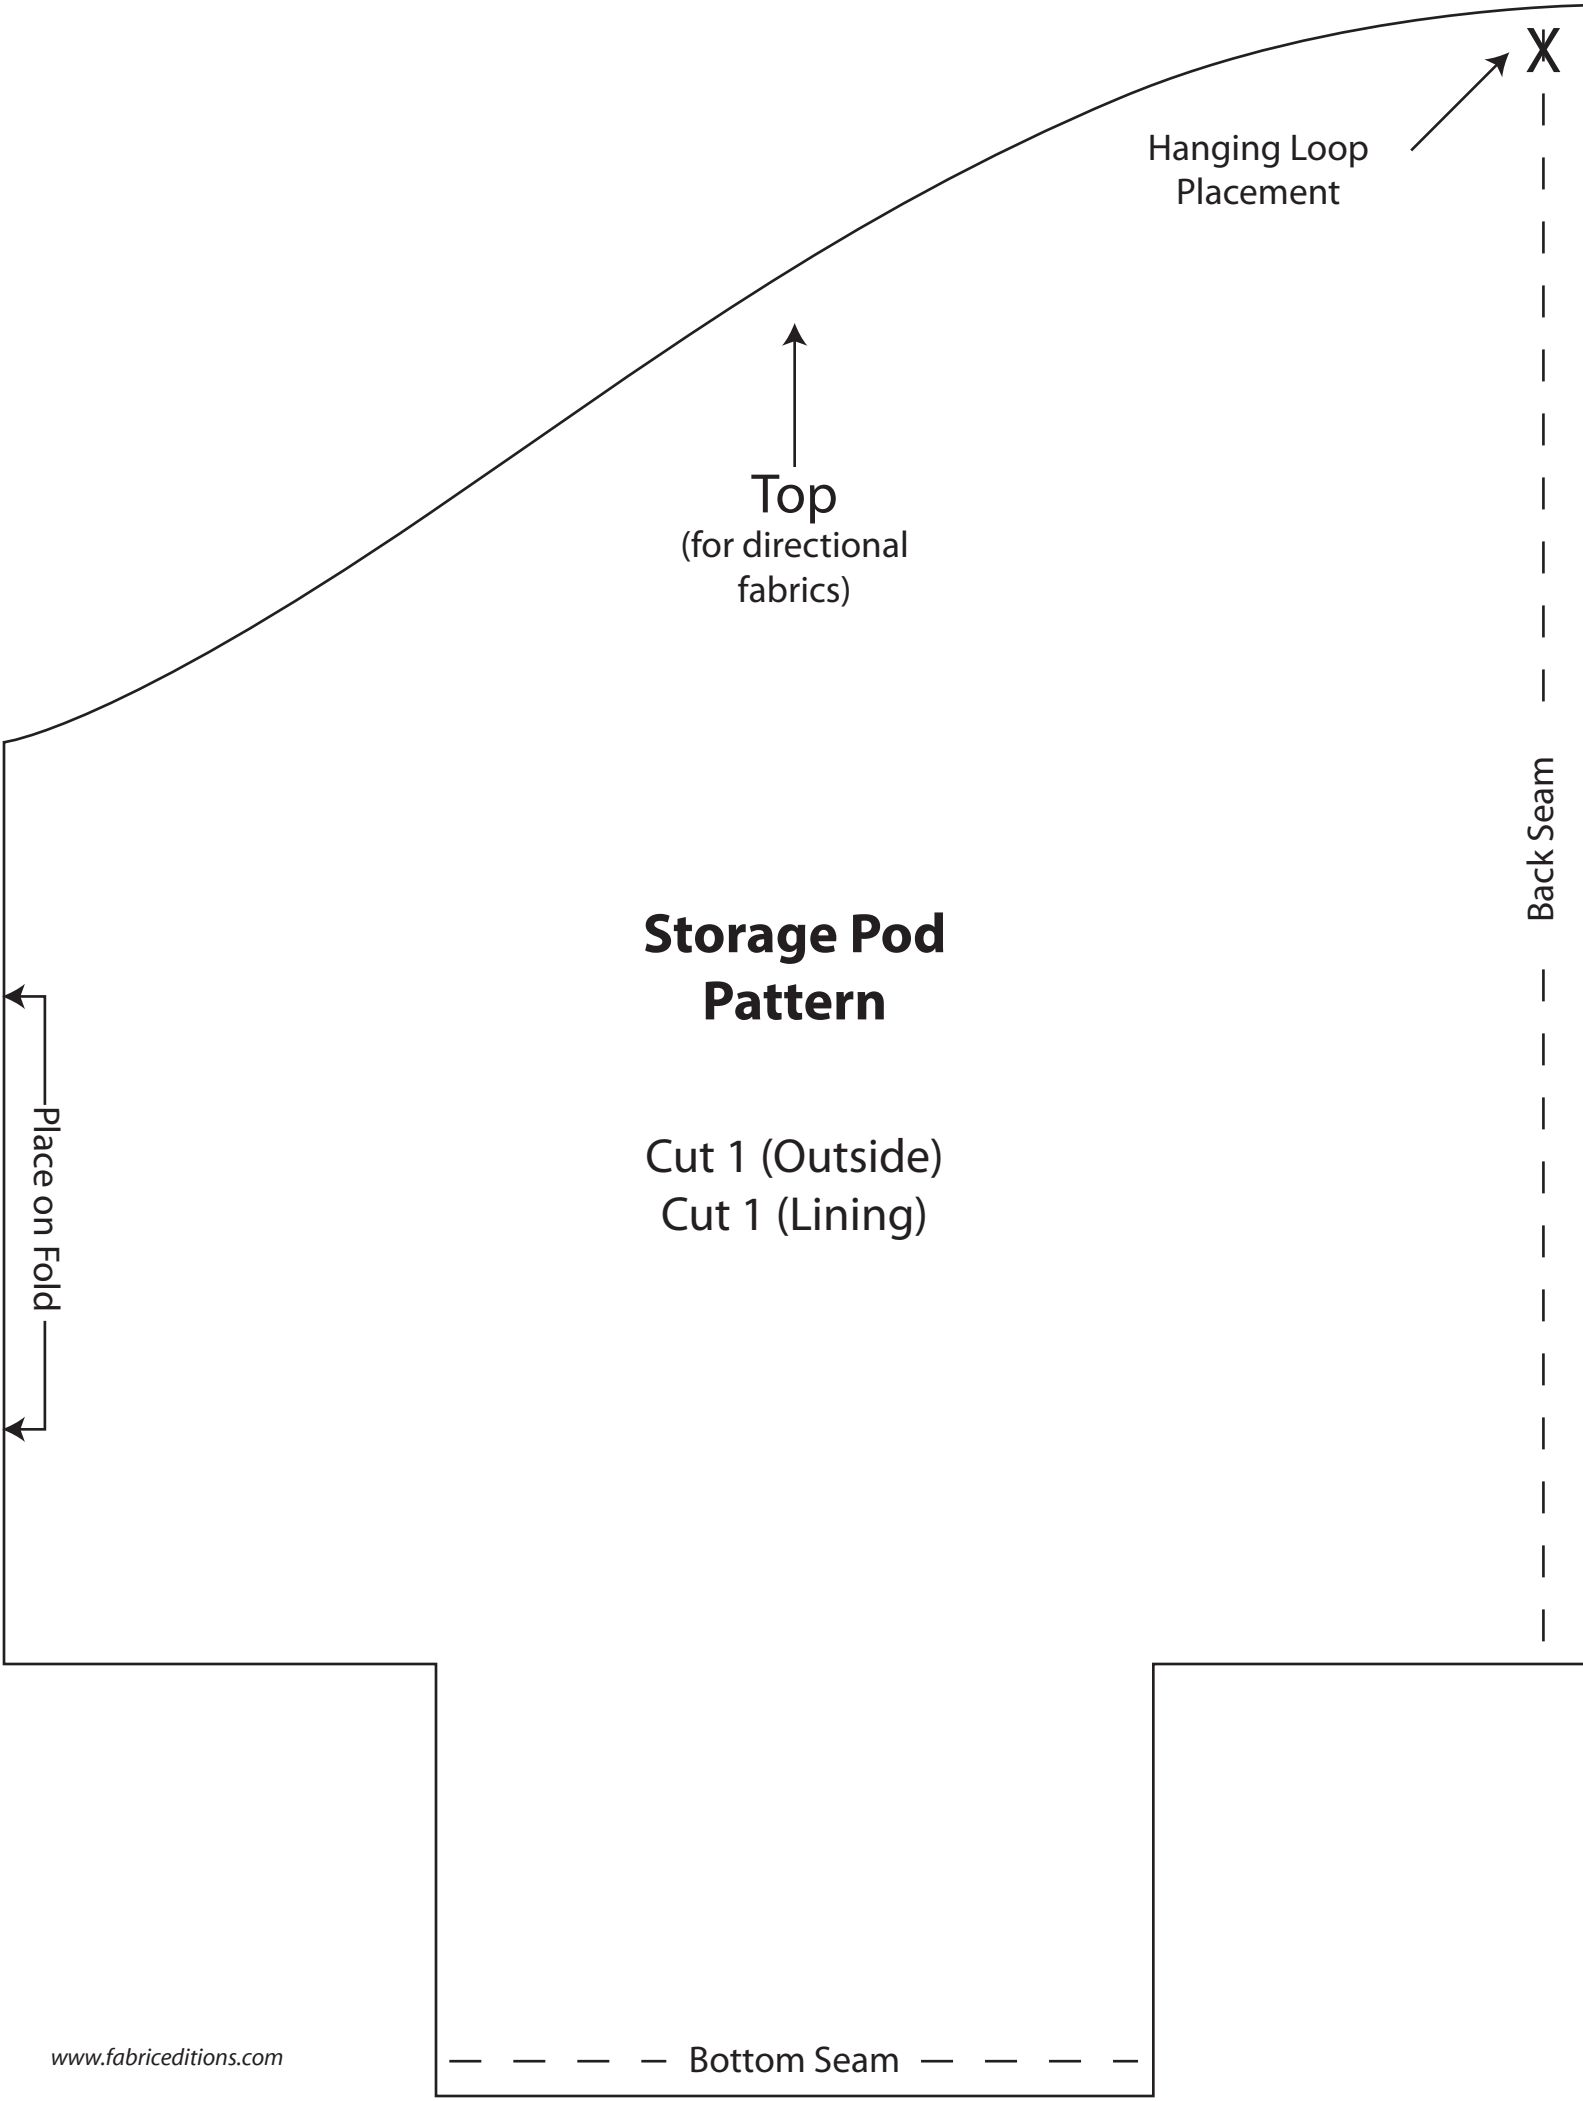 X
Hanging Loop
Placement
Top
(for directional
fabrics)
Back Seam
Storage Pod
Pattern
Place on Fold
Cut 1 (Outside)
Cut 1 (Lining)
www.fabriceditions.com
Bottom Seam